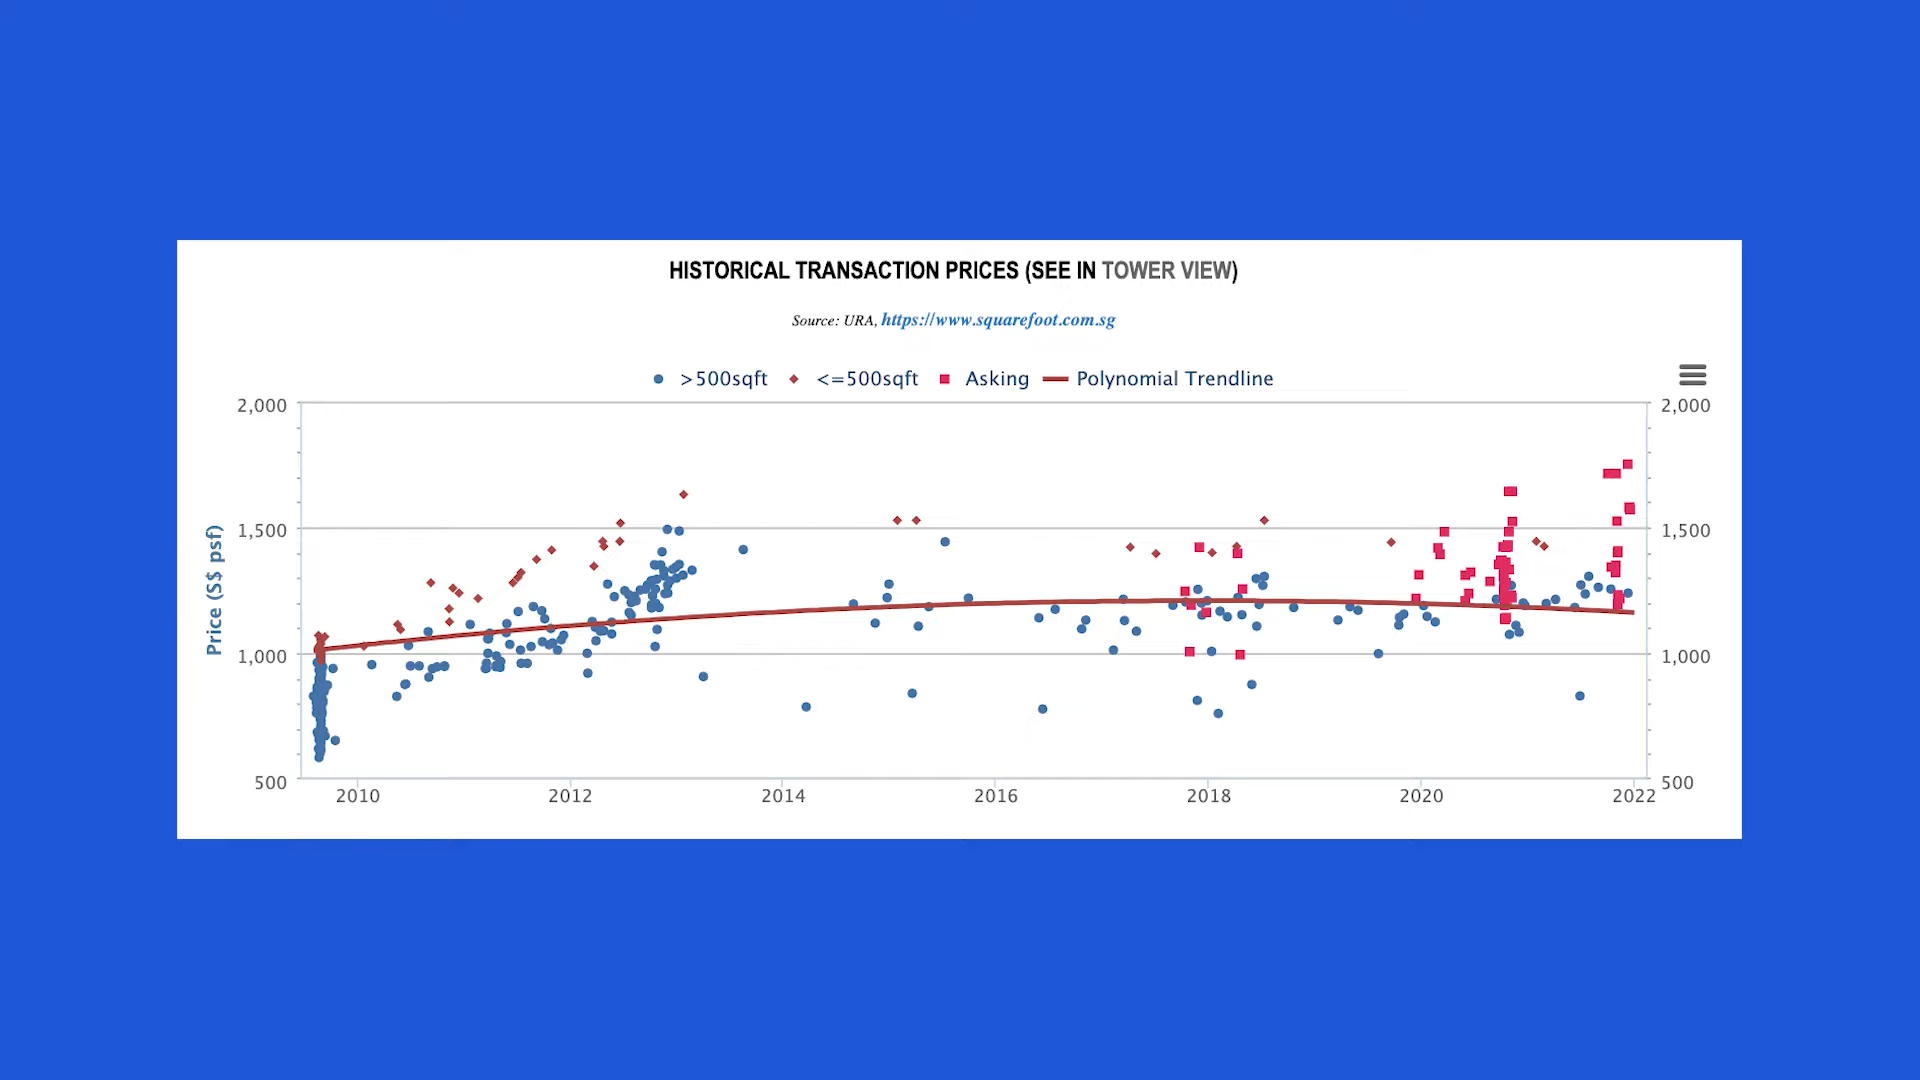 HISTORICAL TRANSACTION PRICES (SEE IN TOWER VIEW)
Source: URA, https://www.squarefoot.com.sg
>500sqft <=500sqft Asking Polynomial Trendline
2,000 2,000
1,500 1,500
1,000 1,000
500 500
Price (S$ psf)
2010 2012 2014 2016 2018 2020 2022